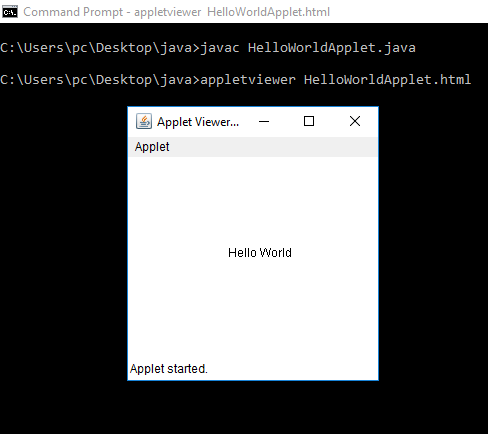 Command Prompt - appletviewer HelloWorldApplet.html
C:\Users\pc\Desktop\java>javac HelloWorldApplet.java
C:\Users\pc\Desktop\java>appletviewer HelloWorldApplet.html
Applet Viewer...
Applet
Hello World
Applet started.